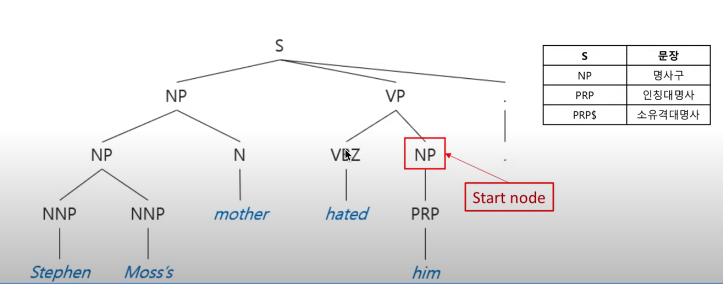 S
NP VP .
NP N VBZ NP .
NNP NNP mother hated PRP
Stephen Moss's him
Start node
S 문장
NP 명사구
PRP 인칭대명사
PRP$ 소유격대명사